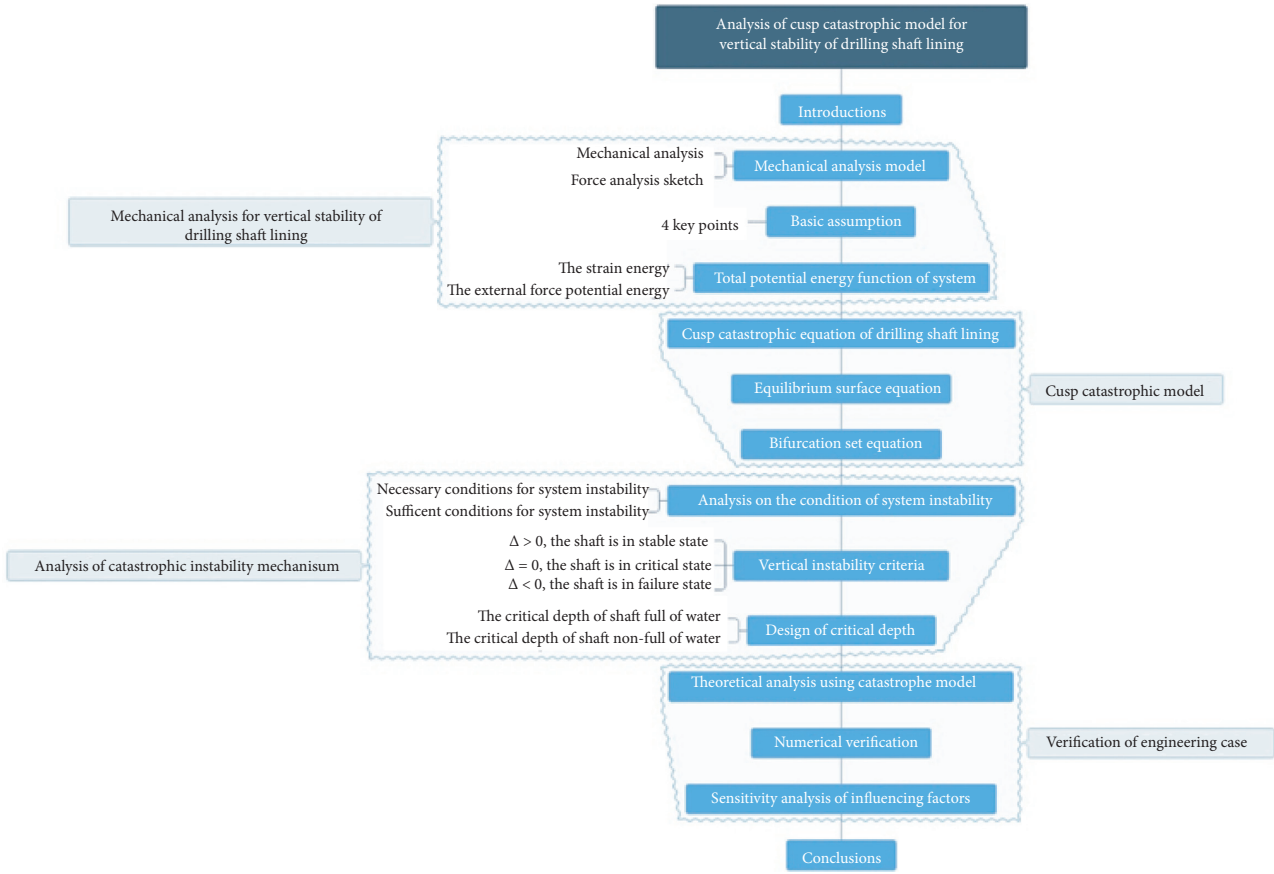 Analysis of cusp catastrophic model for
vertical stability of drilling shaft lining
Introductions
Mechanical analysis for vertical stability of
drilling shaft lining
Mechanical analysis
Force analysis sketch
Mechanical analysis model
4 key points
Basic assumption
The strain energy
The external force potential energy
Total potential energy function of system
Cusp catastrophic equation of drilling shaft lining
Equilibrium surface equation
Bifurcation set equation
Cusp catastrophic model
Analysis of catastrophic instability mechanisum
Necessary conditions for system instability
Sufficent conditions for system instability
Analysis on the condition of system instability
Δ > 0, the shaft is in stable state
Δ = 0, the shaft is in critical state
Δ < 0, the shaft is in failure state
Vertical instability criteria
The critical depth of shaft full of water
The critical depth of shaft non-full of water
Design of critical depth
Theoretical analysis using catastrophe model
Numerical verification
Sensitivity analysis of influencing factors
Verification of engineering case
Conclusions